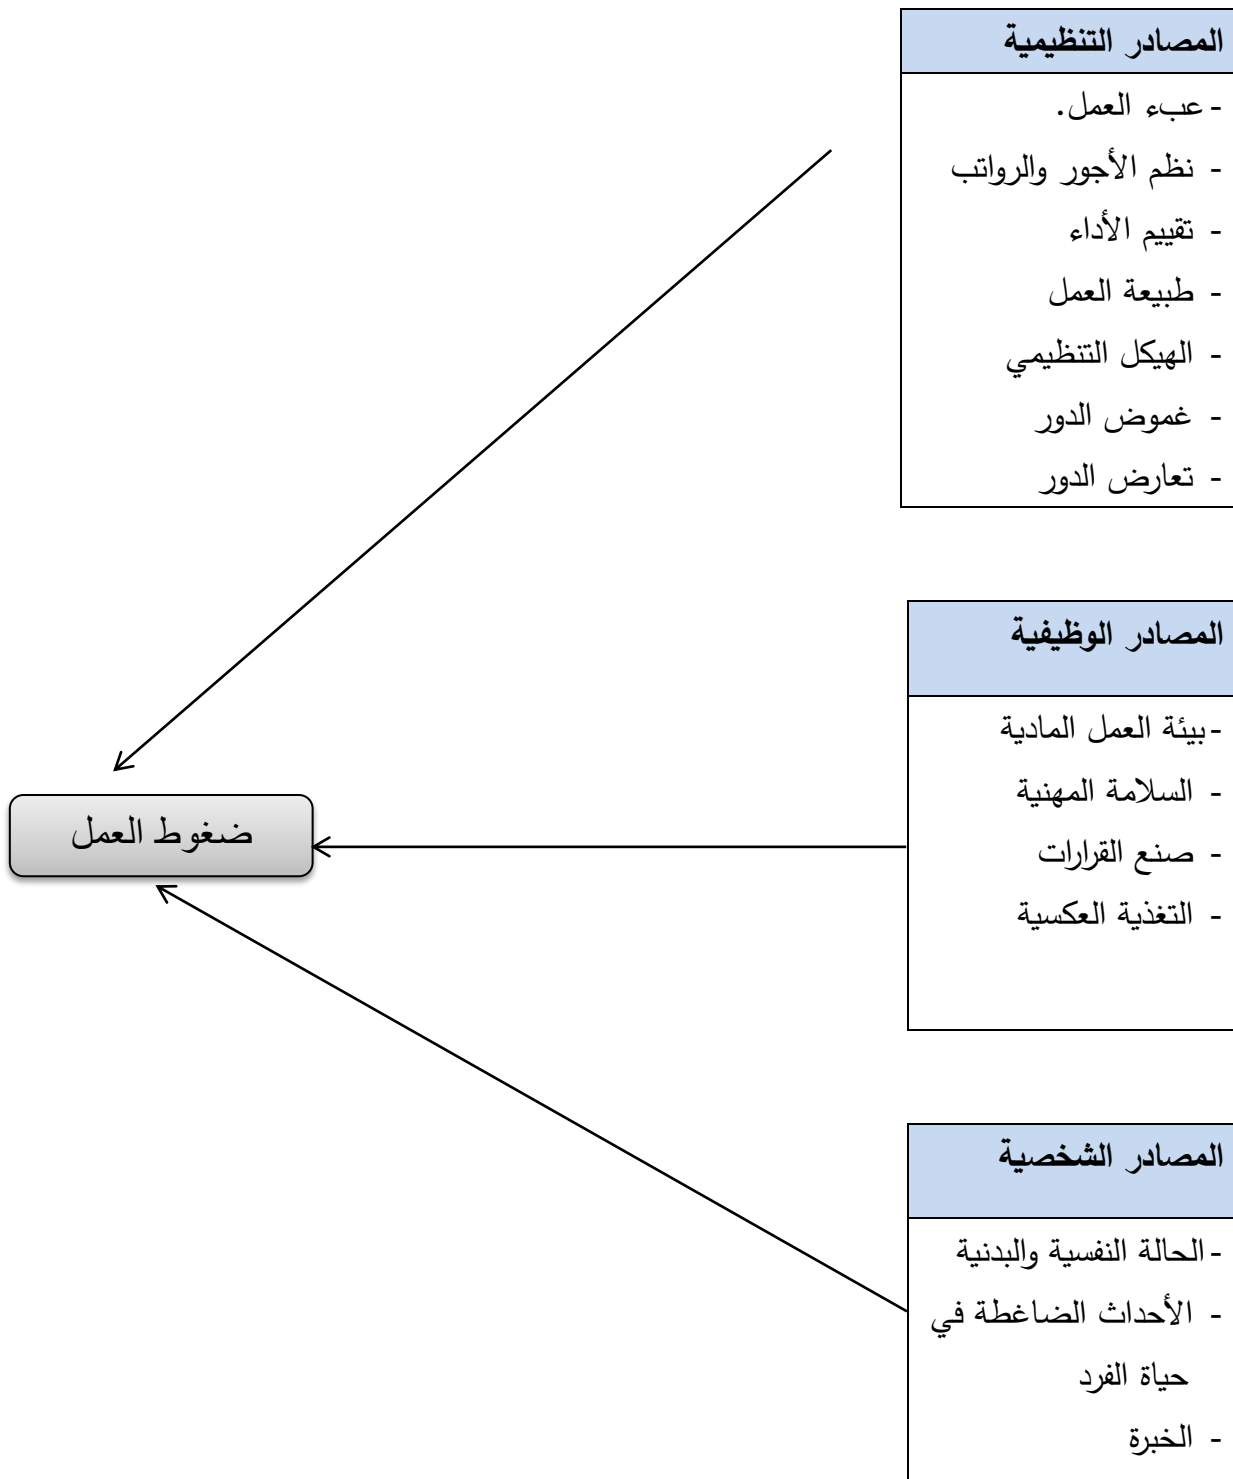 المصادر التنظيمية
- عبء العمل.
- نظم الأجور والرواتب
- تقييم الأداء
- طبيعة العمل
- الهيكل التنظيمي
- غموض الدور
- تعارض الدور
المصادر الوظيفية
- بيئة العمل المادية
- السلامة المهنية
- صنع القرارات
- التغذية العكسية
ضغوط العمل
المصادر الشخصية
- الحالة النفسية والبدنية
- الأحداث الضاغطة في
حياة الفرد
- الخبرة